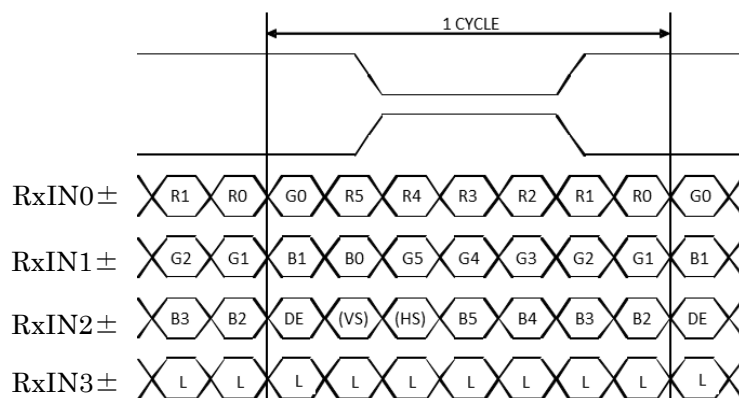 1 CYCLE
RxIN0± R1 R0 G0 R5 R4 R3 R2 R1 R0 G0
RxIN1± G2 G1 B1 B0 G5 G4 G3 G2 G1 B1
RxIN2± B3 B2 DE (VS) (HS) B5 B4 B3 B2 DE
RxIN3± L L L L L L L L L L